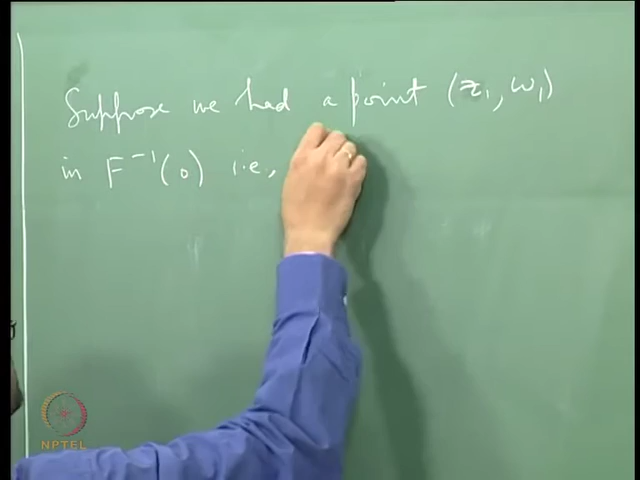 Suppose we had a point (z₁, w₁)
in F⁻¹(0) i.e,
NPTEL